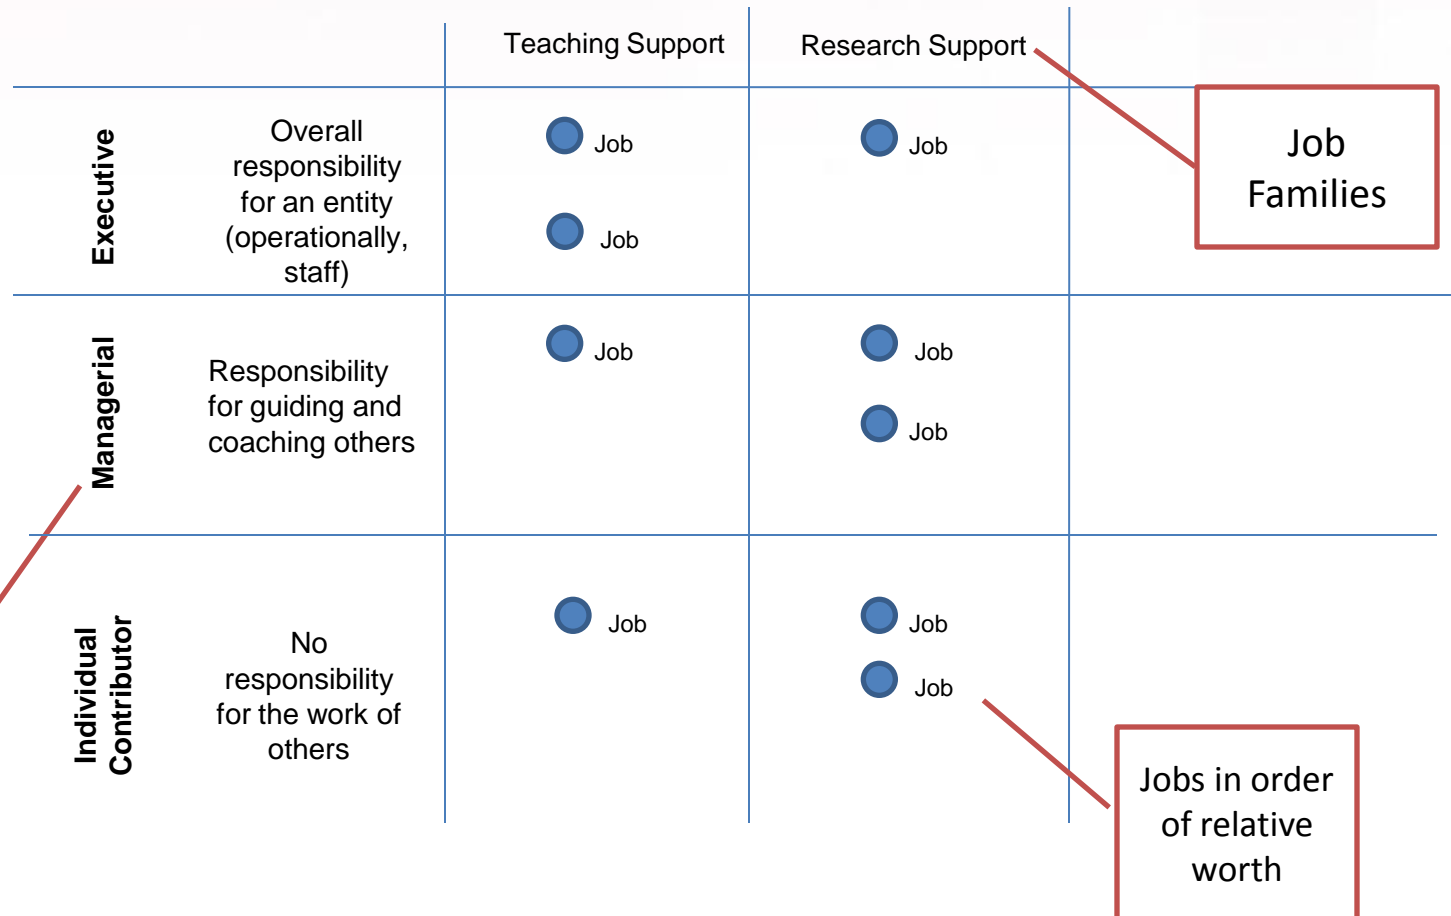 Teaching Support
Research Support
Job
Families
Executive
Overall
responsibility
for an entity
(operationally,
staff)
Job
Job
Job
Managerial
Responsibility
for guiding and
coaching others
Job
Job
Job
Individual
Contributor
No
responsibility
for the work of
others
Job
Job
Job
Jobs in order
of relative
worth